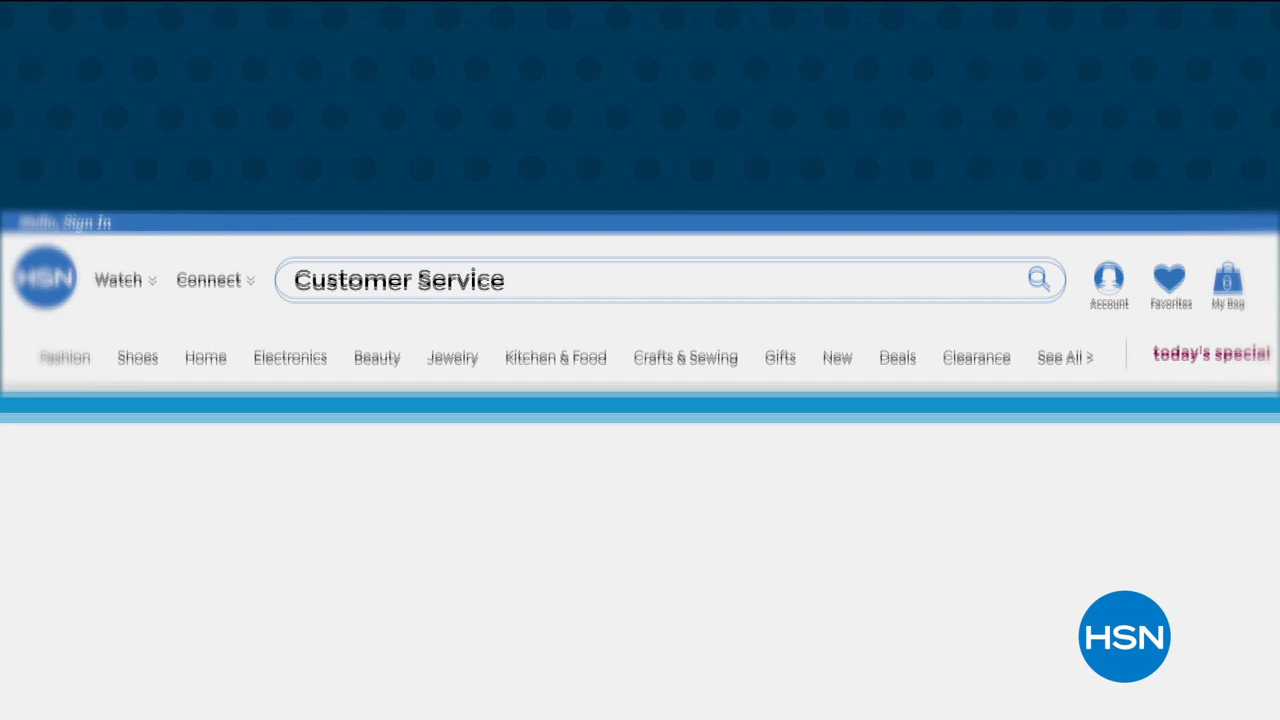 Hello, Sign In
HSN
Watch
Connect
Customer Service
Account
Favorites
0
My Bag
Fashion
Shoes
Home
Electronics
Beauty
Jewelry
Kitchen & Food
Crafts & Sewing
Gifts
New
Deals
Clearance
See All >
today's special
HSN